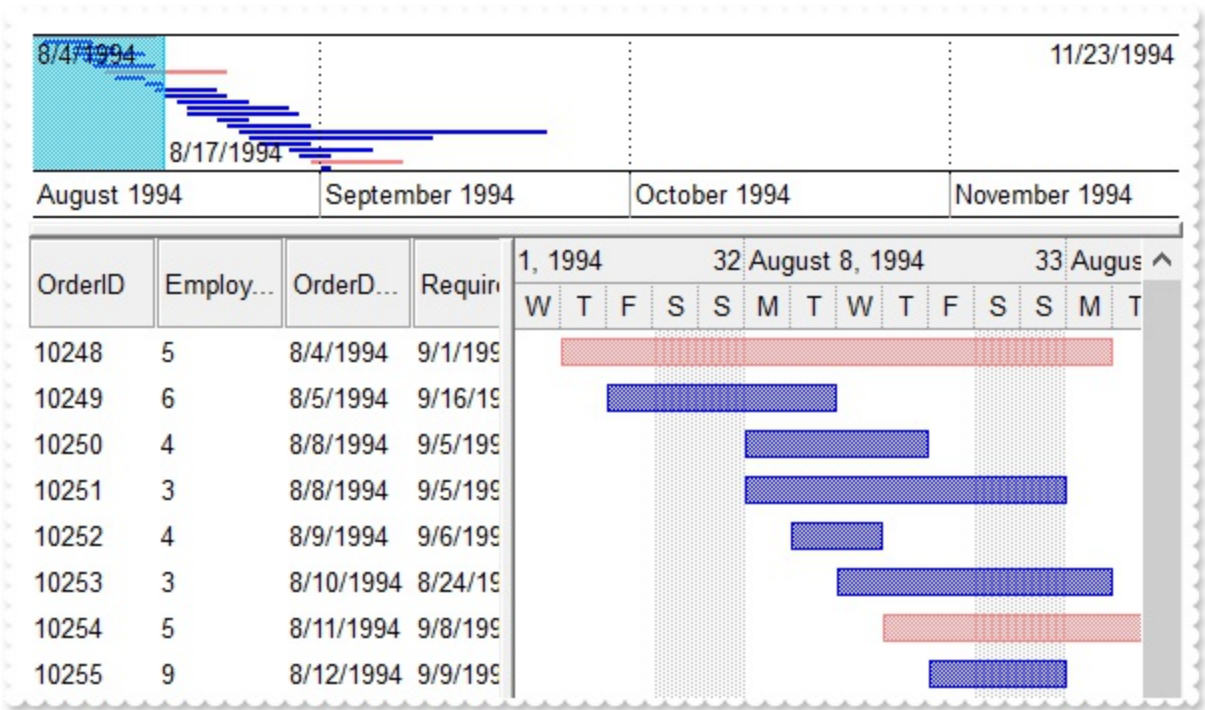 8/4/1994 11/23/1994
8/17/1994
August 1994 September 1994 October 1994 November 1994
OrderID Employ... OrderD... Require 1, 1994 32 August 8, 1994 33 Augus
W T F S S M T W T F S S M T
10248 5 8/4/1994 9/1/199
10249 6 8/5/1994 9/16/19
10250 4 8/8/1994 9/5/199
10251 3 8/8/1994 9/5/199
10252 4 8/9/1994 9/6/199
10253 3 8/10/1994 8/24/19
10254 5 8/11/1994 9/8/199
10255 9 8/12/1994 9/9/199